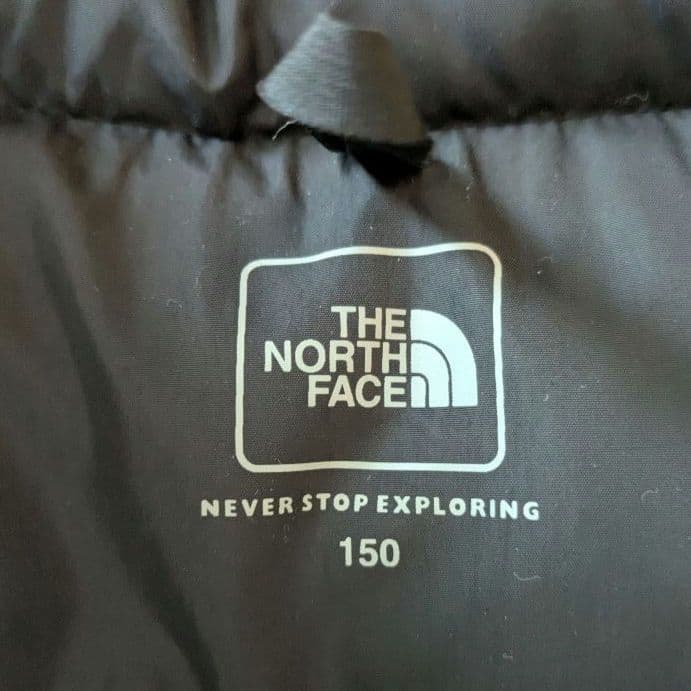 THE
NORTH
FACE
NEVER STOP EXPLORING
150